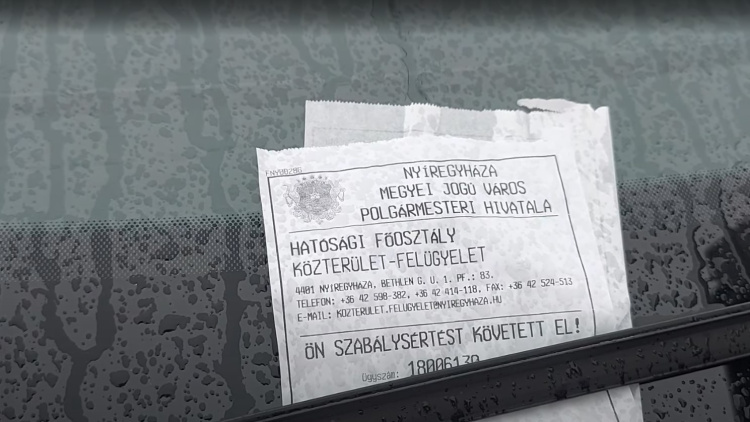 NYÍREGYHÁZA
MEGYEI JOGÚ VÁROS
POLGÁRMESTERI HIVATALA
HATÓSÁGI FŐOSZTÁLY
KÖZTERÜLET-FELÜGYELET
4401 NYÍREGYHÁZA, BETHLEN G. U. 1. PF.: 83.
TELEFON: +36 42 598-382, +36 42 414-118, FAX: +36 42 524-513
E-MAIL: KOZTERULET.FELUGYELET@NYIREGYHAZA.HU
ÖN SZABÁLYSÉRTÉST KÖVETETT EL!
Ügyszám: